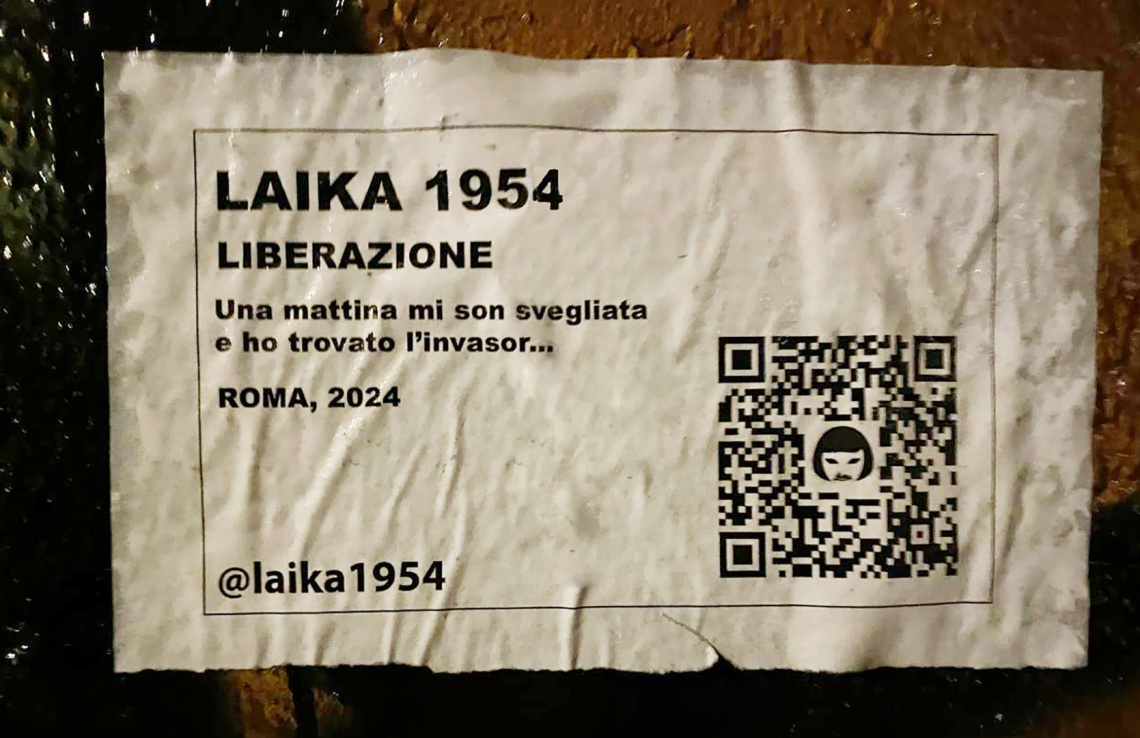 LAIKA 1954
LIBERAZIONE
Una mattina mi son svegliata
e ho trovato l’invasor...
ROMA, 2024
@laika1954